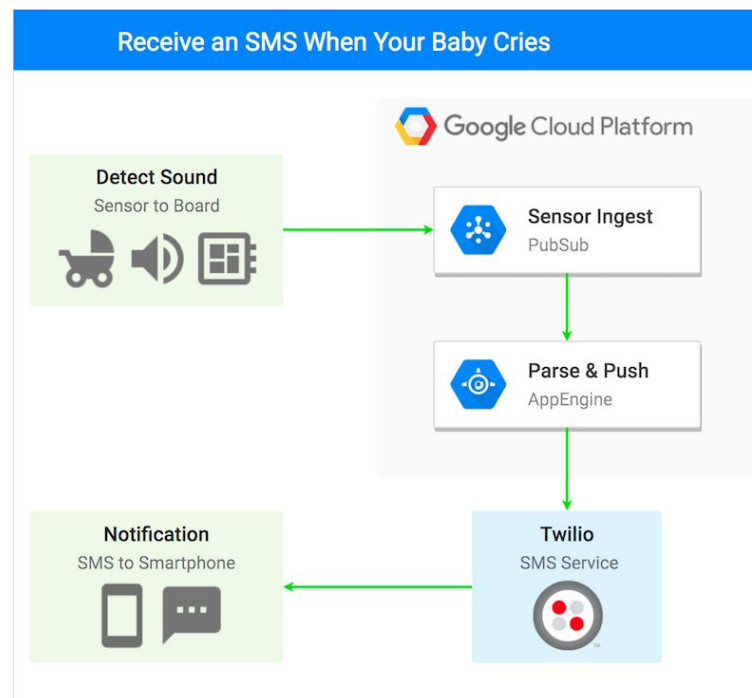 Receive an SMS When Your Baby Cries
Google Cloud Platform
Detect Sound
Sensor to Board
Sensor Ingest
PubSub
Parse & Push
AppEngine
Notification
SMS to Smartphone
Twilio
SMS Service
TM